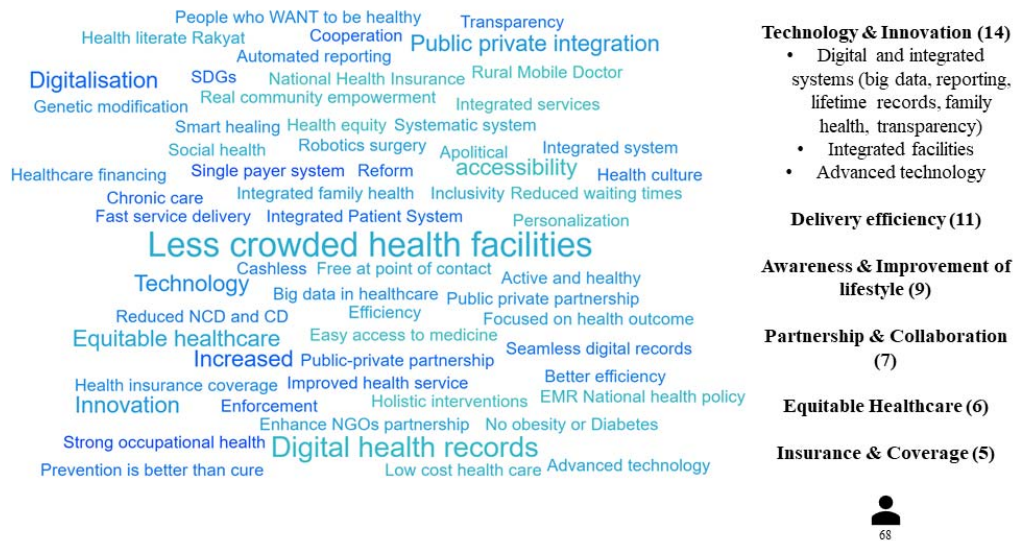 People who WANT to be healthy
Transparency
Health literate Rakyat
Cooperation
Public private integration
Automated reporting
Digitalisation
SDGs
National Health Insurance
Rural Mobile Doctor
Genetic modification
Real community empowerment
Integrated services
Smart healing
Health equity
Systematic system
Social health
Robotics surgery
Apolitical
Integrated system
Healthcare financing
Single payer system
Reform
accessibility
Health culture
Chronic care
Integrated family health
Inclusivity
Reduced waiting times
Fast service delivery
Integrated Patient System
Personalization
Less crowded health facilities
Cashless
Free at point of contact
Active and healthy
Technology
Big data in healthcare
Public private partnership
Reduced NCD and CD
Efficiency
Focused on health outcome
Equitable healthcare
Easy access to medicine
Seamless digital records
Increased
Public-private partnership
Better efficiency
Health insurance coverage
Improved health service
Innovation
Enforcement
Holistic interventions
EMR National health policy
Enhance NGOs partnership
No obesity or Diabetes
Strong occupational health
Digital health records
Prevention is better than cure
Low cost health care
Advanced technology
Technology & Innovation (14)
• Digital and integrated
systems (big data, reporting,
lifetime records, family
health, transparency)
• Integrated facilities
• Advanced technology
Delivery efficiency (11)
Awareness & Improvement of
lifestyle (9)
Partnership & Collaboration
(7)
Equitable Healthcare (6)
Insurance & Coverage (5)
68